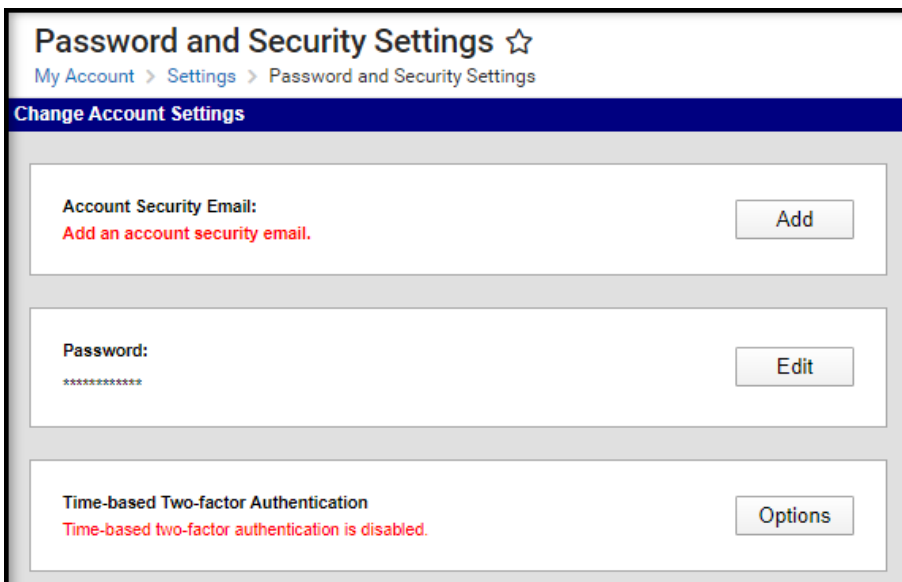 Password and Security Settings ☆
My Account > Settings > Password and Security Settings
Change Account Settings
Account Security Email:
Add an account security email.
Add
Password:
************
Edit
Time-based Two-factor Authentication
Time-based two-factor authentication is disabled.
Options